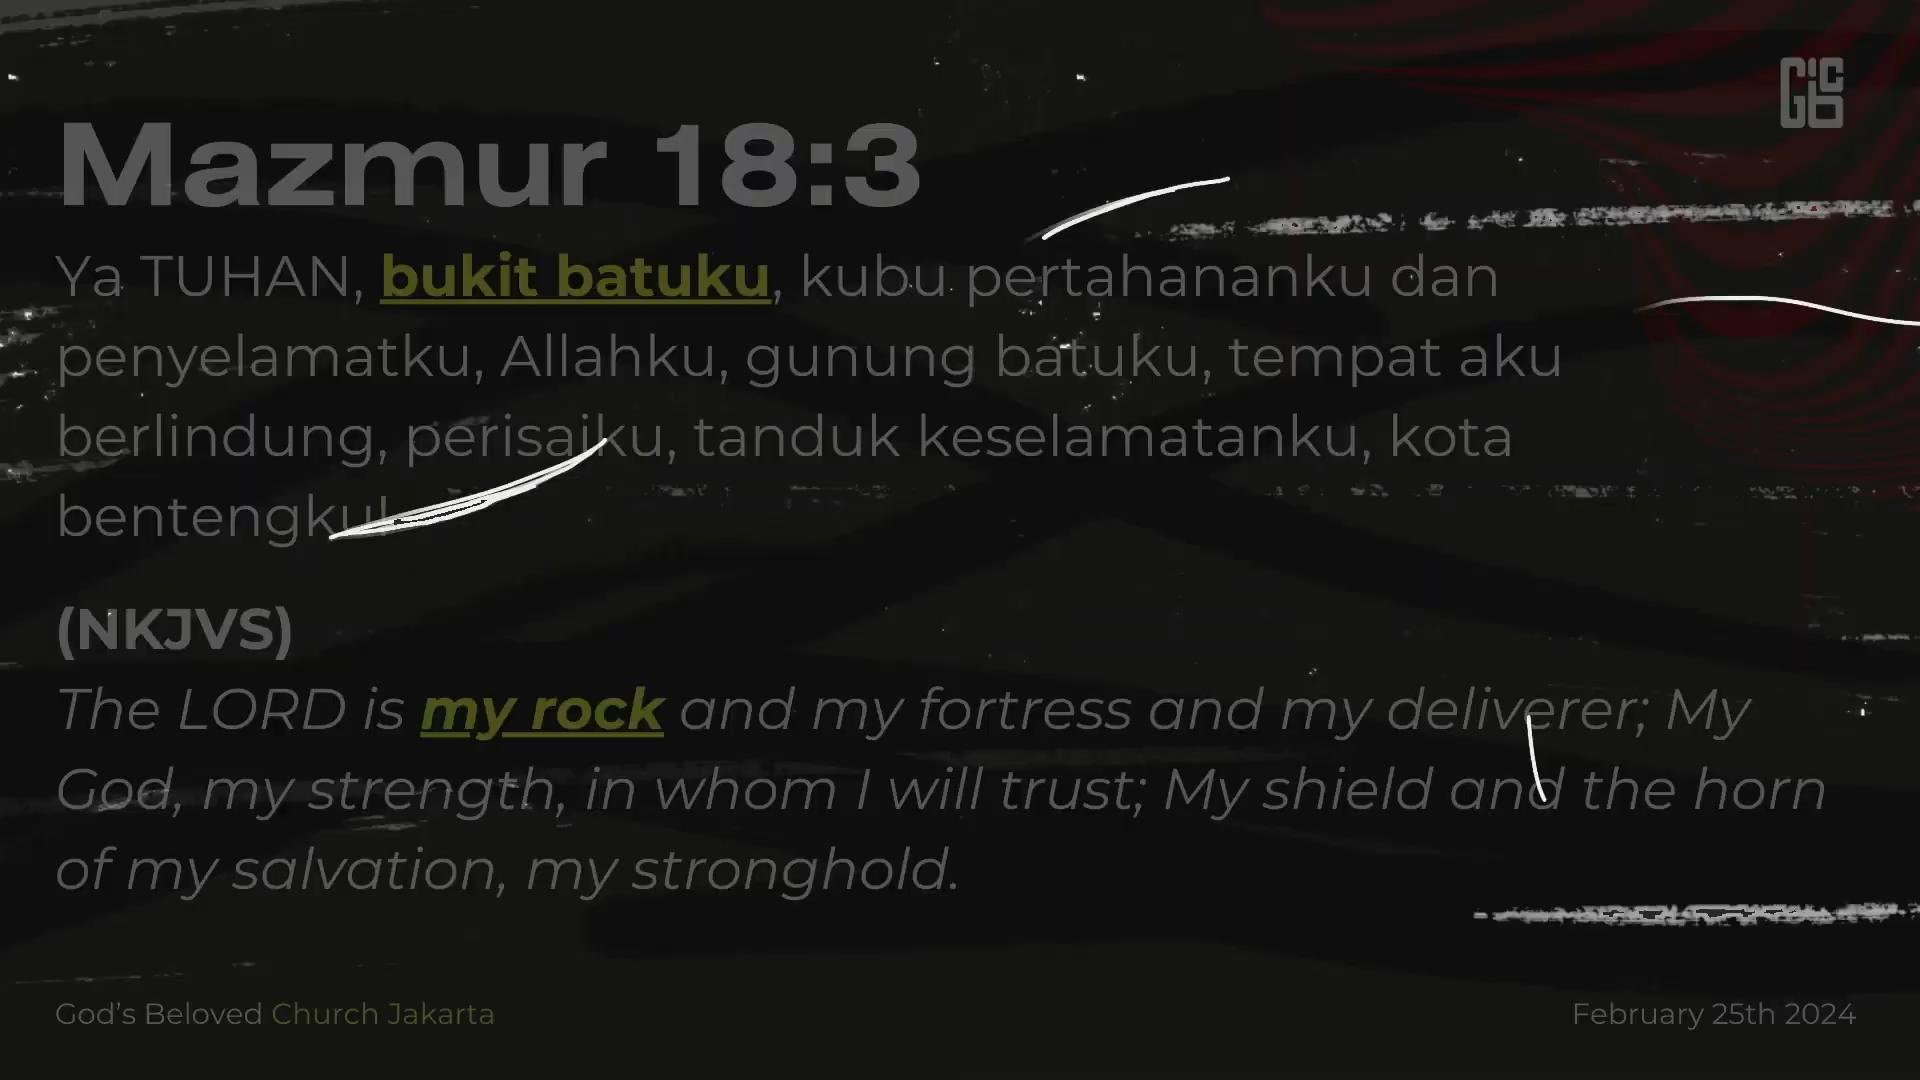 Mazmur 18:3
Ya TUHAN, bukit batuku, kubu pertahananku dan
penyelamatku, Allahku, gunung batuku, tempat aku
berlindung, perisaiku, tanduk keselamatanku, kota
bentengku!
(NKJVS)
The LORD is my rock and my fortress and my deliverer; My
God, my strength, in whom I will trust; My shield and the horn
of my salvation, my stronghold.
God’s Beloved Church Jakarta
February 25th 2024